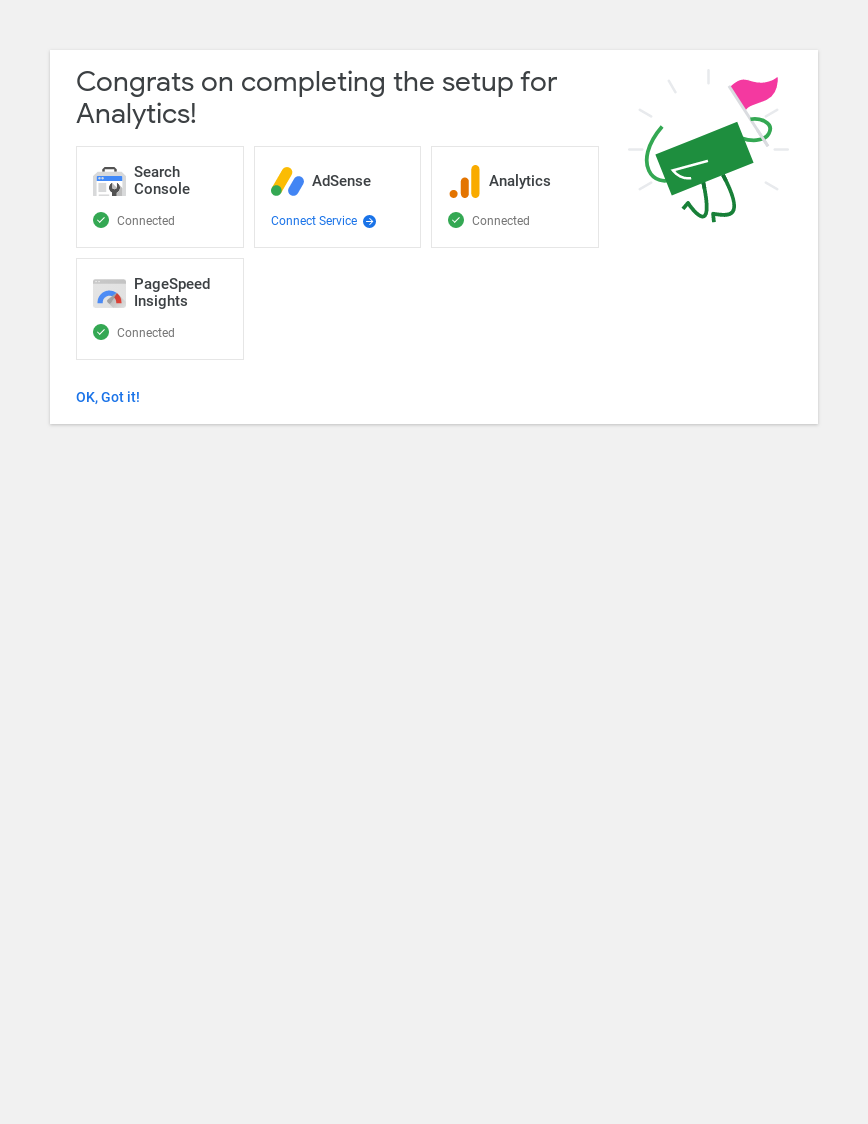 Congrats on completing the setup for
Analytics!
Search
Console
Connected
AdSense
Connect Service
Analytics
Connected
PageSpeed
Insights
Connected
OK, Got it!